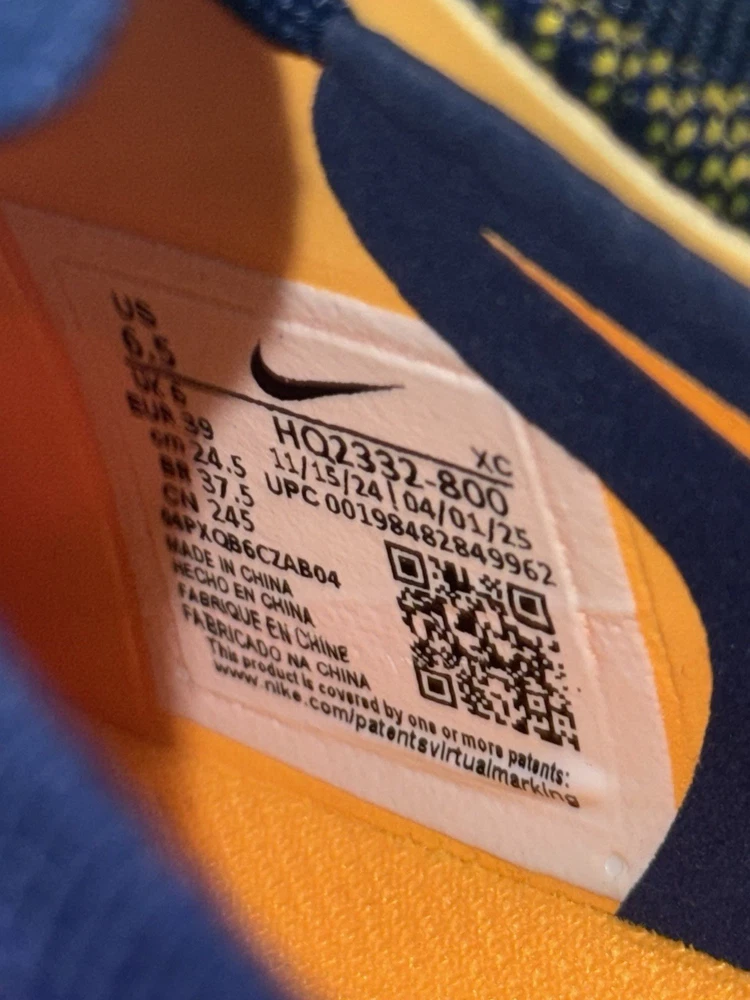 US
6.5
UK 6
EUR 39
cm 24.5
BR 37.5
CN 245
XC
HQ2332-800
11/15/24 | 04/01/25
UPC 00198482849962
64PXQB6CZAB04
MADE IN CHINA
HECHO EN CHINA
FABRIQUE EN CHINE
FABRICADO NA CHINA
This product is covered by one or more patents:
www.nike.com/patentsvirtualmarking